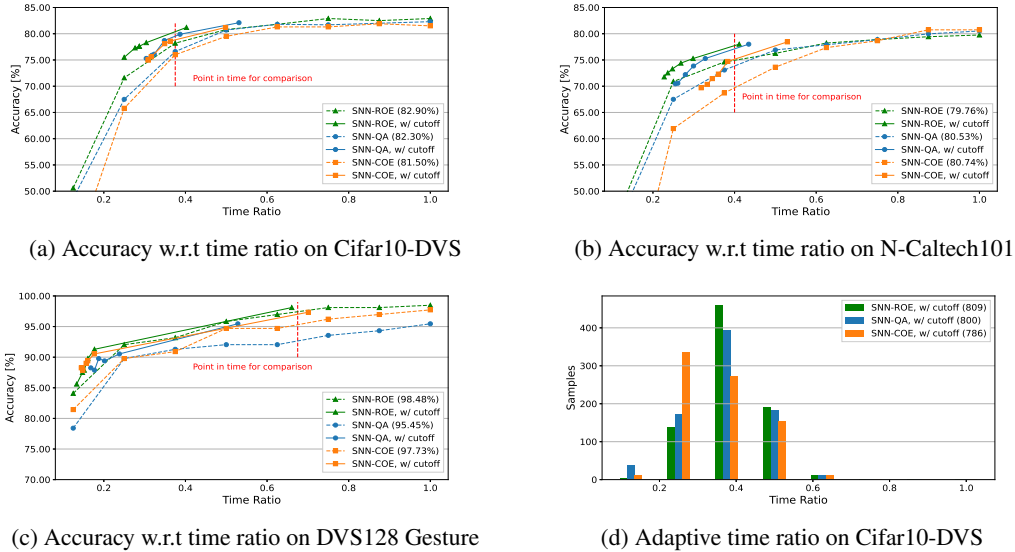 85.00
80.00
75.00
70.00
65.00
60.00
55.00
50.00
Accuracy [%]
Point in time for comparison
SNN-ROE (82.90%)
SNN-ROE, w/ cutoff
SNN-QA (82.30%)
SNN-QA, w/ cutoff
SNN-COE (81.50%)
SNN-COE, w/ cutoff
0.2 0.4 0.6 0.8 1.0
Time Ratio
(a) Accuracy w.r.t time ratio on Cifar10-DVS
85.00
80.00
75.00
70.00
65.00
60.00
55.00
50.00
Accuracy [%]
Point in time for comparison
SNN-ROE (79.76%)
SNN-ROE, w/ cutoff
SNN-QA (80.53%)
SNN-QA, w/ cutoff
SNN-COE (80.74%)
SNN-COE, w/ cutoff
0.2 0.4 0.6 0.8 1.0
Time Ratio
(b) Accuracy w.r.t time ratio on N-Caltech101
100.00
95.00
90.00
85.00
80.00
75.00
70.00
Accuracy [%]
Point in time for comparison
SNN-ROE (98.48%)
SNN-ROE, w/ cutoff
SNN-QA (95.45%)
SNN-QA, w/ cutoff
SNN-COE (97.73%)
SNN-COE, w/ cutoff
0.2 0.4 0.6 0.8 1.0
Time Ratio
(c) Accuracy w.r.t time ratio on DVS128 Gesture
400
300
200
100
0
Samples
SNN-ROE, w/ cutoff (809)
SNN-QA, w/ cutoff (800)
SNN-COE, w/ cutoff (786)
0.2 0.4 0.6 0.8 1.0
Time Ratio
(d) Adaptive time ratio on Cifar10-DVS